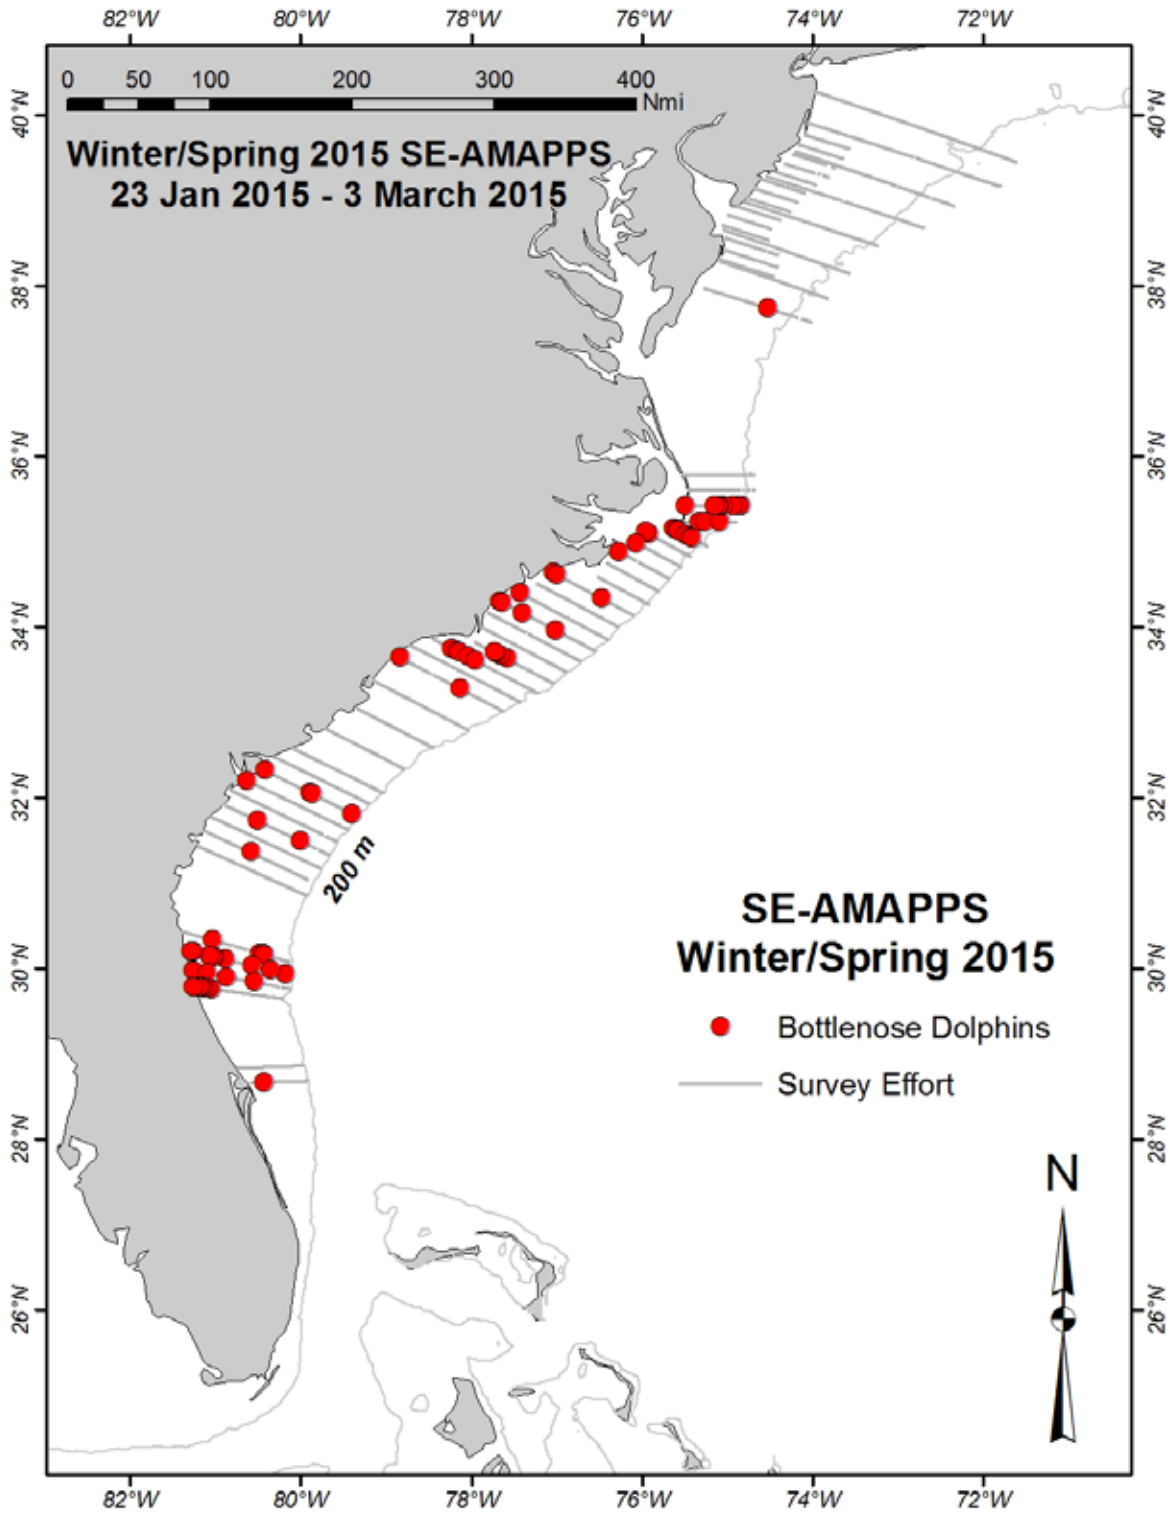 82°W 80°W 78°W 76°W 74°W 72°W
0 50 100 200 300 400
Nmi
Winter/Spring 2015 SE-AMAPPS
23 Jan 2015 - 3 March 2015
40°N 40°N
38°N 38°N
36°N 36°N
34°N 34°N
32°N 32°N
200 m
SE-AMAPPS
Winter/Spring 2015
30°N 30°N
Bottlenose Dolphins
Survey Effort
28°N 28°N
N
26°N 26°N
82°W 80°W 78°W 76°W 74°W 72°W